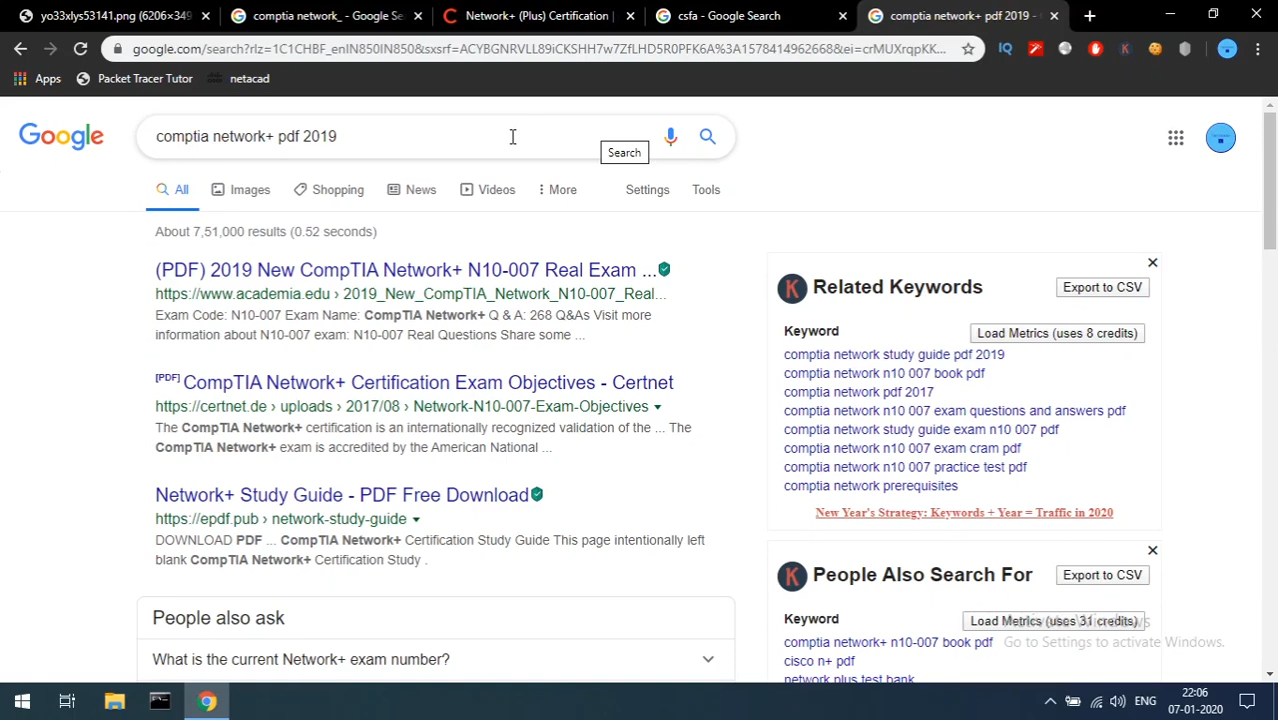 yo33xlys53141.png (6206×349
comptia network_ - Google Se
Network+ (Plus) Certification
csfa - Google Search
comptia network+ pdf 2019 -
google.com/search?rlz=1C1CHBF_enIN850IN850&sxsrf=ACYBGNRVLL89iCKSHH7w7ZfLHD5R0PFK6A%3A1578414962668&ei=crMUXrqpKK...
Apps
Packet Tracer Tutor
netacad
Google
comptia network+ pdf 2019
Search
All
Images
Shopping
News
Videos
More
Settings
Tools
About 7,51,000 results (0.52 seconds)
(PDF) 2019 New CompTIA Network+ N10-007 Real Exam ...
https://www.academia.edu › 2019_New_CompTIA_Network_N10-007_Real...
Exam Code: N10-007 Exam Name: CompTIA Network+ Q & A: 268 Q&As Visit more
information about N10-007 exam: N10-007 Real Questions Share some ...
[PDF] CompTIA Network+ Certification Exam Objectives - Certnet
https://certnet.de › uploads › 2017/08 › Network-N10-007-Exam-Objectives
The CompTIA Network+ certification is an internationally recognized validation of the ... The
CompTIA Network+ exam is accredited by the American National ...
Network+ Study Guide - PDF Free Download
https://epdf.pub › network-study-guide
DOWNLOAD PDF ... CompTIA Network+ Certification Study Guide This page intentionally left
blank CompTIA Network+ Certification Study .
People also ask
What is the current Network+ exam number?
K Related Keywords
Export to CSV
Keyword
Load Metrics (uses 8 credits)
comptia network study guide pdf 2019
comptia network n10 007 book pdf
comptia network pdf 2017
comptia network n10 007 exam questions and answers pdf
comptia network study guide exam n10 007 pdf
comptia network n10 007 exam cram pdf
comptia network n10 007 practice test pdf
comptia network prerequisites
New Year's Strategy: Keywords + Year = Traffic in 2020
K People Also Search For
Export to CSV
Keyword
Load Metrics (uses 31 credits)
comptia network+ n10-007 book pdf
cisco n+ pdf
network plus test bank
Activate Windows
Go to Settings to activate Windows.
ENG
22:06
07-01-2020